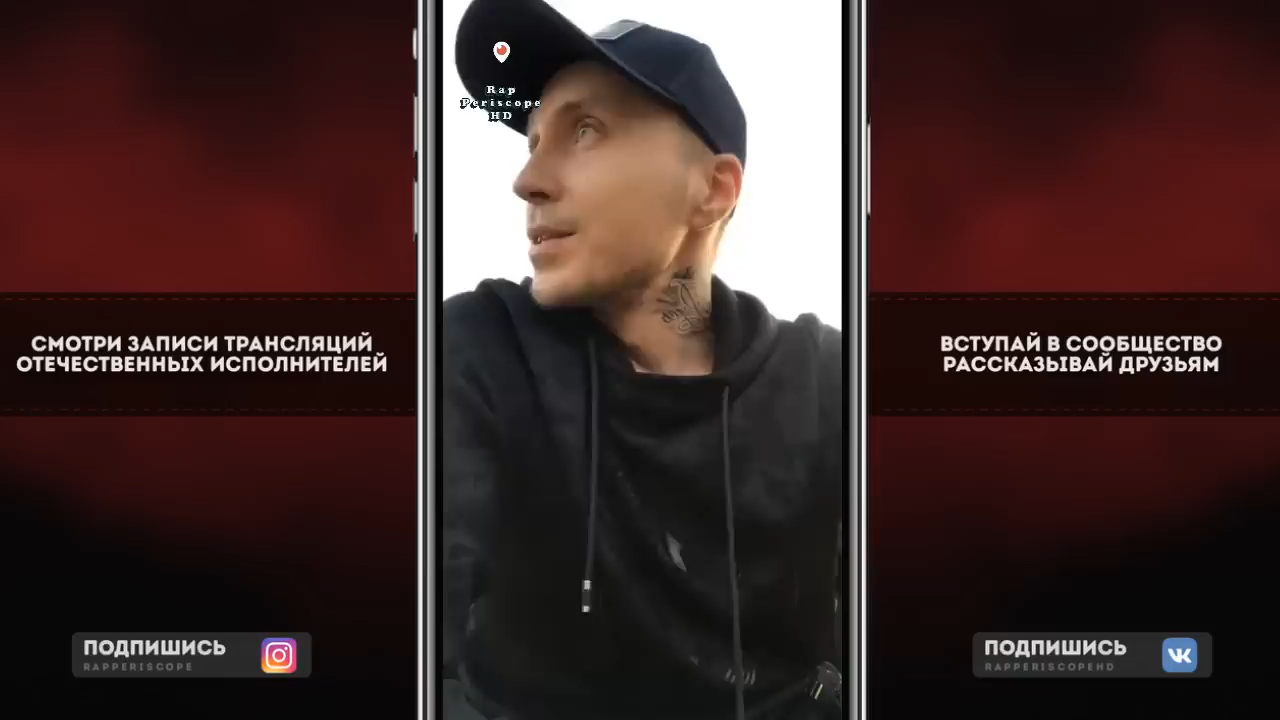 Rap
Periscope
HD
СМОТРИ ЗАПИСИ ТРАНСЛЯЦИЙ
ОТЕЧЕСТВЕННЫХ ИСПОЛНИТЕЛЕЙ
ВСТУПАЙ В СООБЩЕСТВО
РАССКАЗЫВАЙ ДРУЗЬЯМ
ПОДПИШИСЬ
RAPPERISCOPE
ПОДПИШИСЬ
RAPPERISCOPEHD